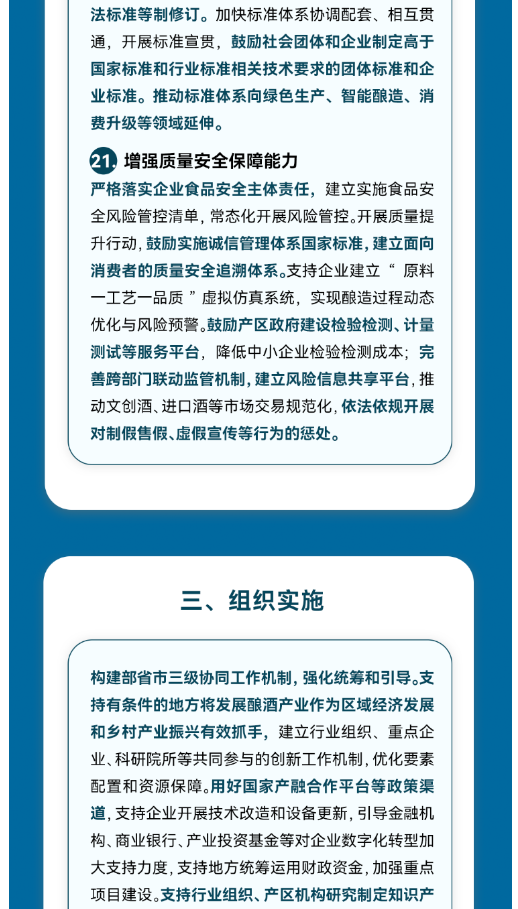 法标准等制修订。加快标准体系协调配套、相互贯
通，开展标准宣贯，鼓励社会团体和企业制定高于
国家标准和行业标准相关技术要求的团体标准和企
业标准。推动标准体系向绿色生产、智能酿造、消
费升级等领域延伸。
21. 增强质量安全保障能力
严格落实企业食品安全主体责任，建立实施食品安
全风险管控清单，常态化开展风险管控。开展质量提
升行动，鼓励实施诚信管理体系国家标准，建立面向
消费者的质量安全追溯体系。支持企业建立“原料
一工艺一品质”虚拟仿真系统，实现酿造过程动态
优化与风险预警。鼓励产区政府建设检验检测、计量
测试等服务平台，降低中小企业检验检测成本；完
善跨部门联动监管机制，建立风险信息共享平台，推
动文创酒、进口酒等市场交易规范化，依法依规开展
对制假售假、虚假宣传等行为的惩处。
三、组织实施
构建部省市三级协同工作机制，强化统筹和引导。支
持有条件的地方将发展酿酒产业作为区域经济发展
和乡村产业振兴有效抓手，建立行业组织、重点企
业、科研院所等共同参与的创新工作机制，优化要素
配置和资源保障。用好国家产融合作平台等政策渠
道，支持企业开展技术改造和设备更新，引导金融机
构、商业银行、产业投资基金等对企业数字化转型加
大支持力度，支持地方统筹运用财政资金，加强重点
项目建设。支持行业组织、产区机构研究制定知识产